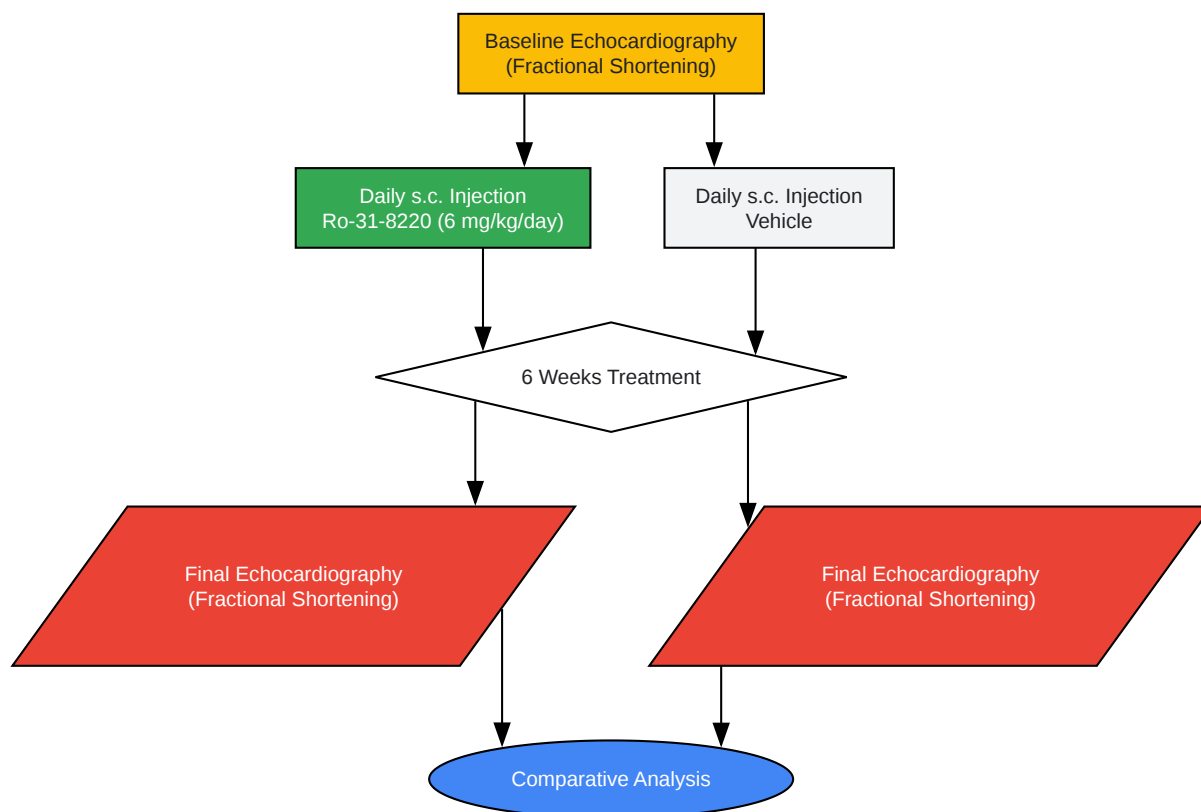 Baseline Echocardiography
(Fractional Shortening)
Daily s.c. Injection
Ro-31-8220 (6 mg/kg/day)
Daily s.c. Injection
Vehicle
6 Weeks Treatment
Final Echocardiography
(Fractional Shortening)
Final Echocardiography
(Fractional Shortening)
Comparative Analysis